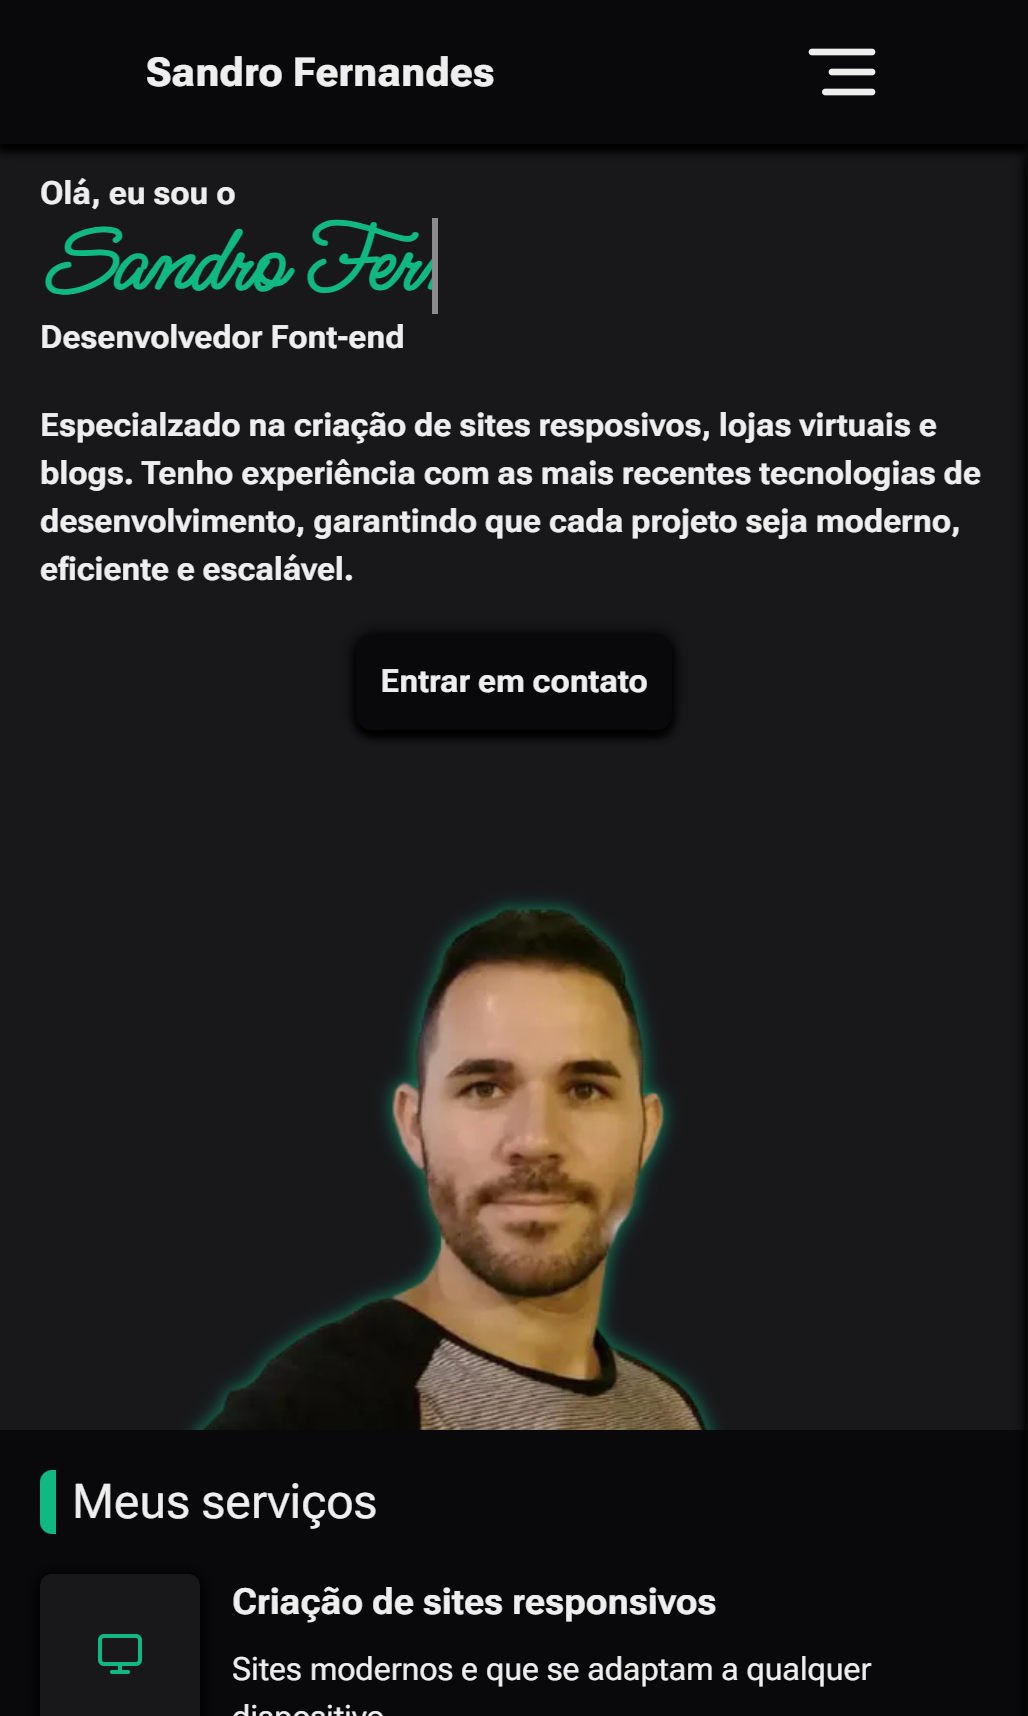 Sandro Fernandes
Olá, eu sou o
Sandro Fer
Desenvolvedor Font-end
Especialzado na criação de sites resposivos, lojas virtuais e
blogs. Tenho experiência com as mais recentes tecnologias de
desenvolvimento, garantindo que cada projeto seja moderno,
eficiente e escalável.
Entrar em contato
Meus serviços
Criação de sites responsivos
Sites modernos e que se adaptam a qualquer
dispositivo